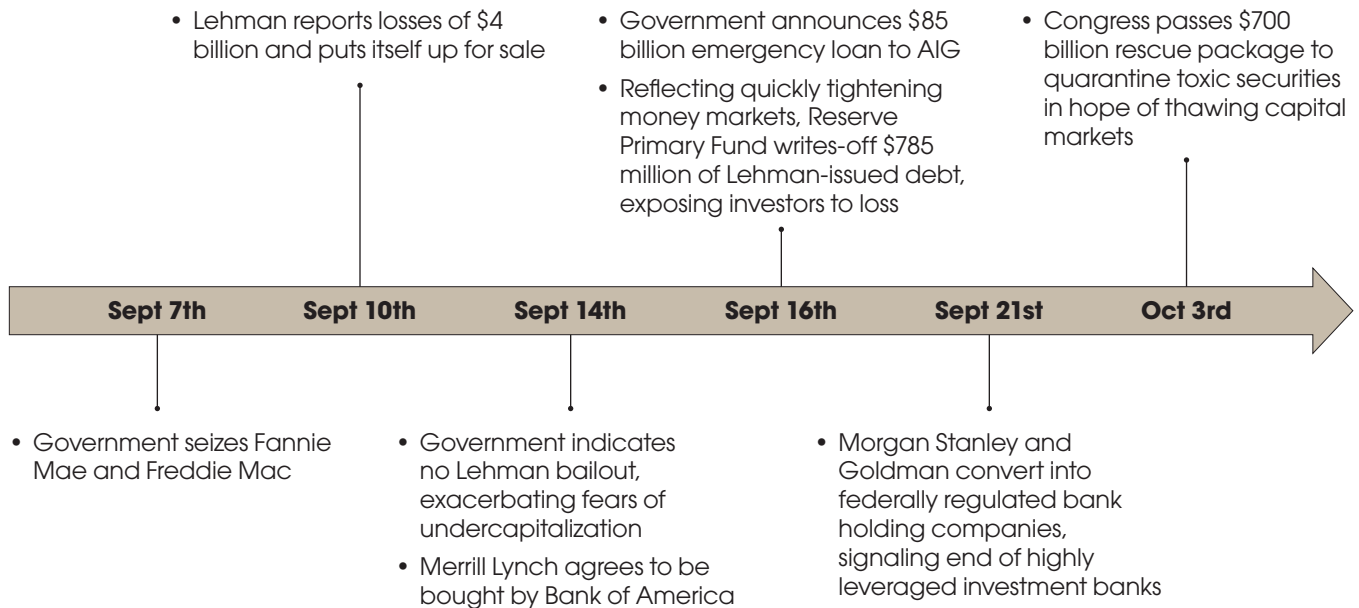 • Lehman reports losses of $4
billion and puts itself up for sale
• Government announces $85
billion emergency loan to AIG
• Reflecting quickly tightening
money markets, Reserve
Primary Fund writes-off $785
million of Lehman-issued debt,
exposing investors to loss
• Congress passes $700
billion rescue package to
quarantine toxic securities
in hope of thawing capital
markets
Sept 7th Sept 10th Sept 14th Sept 16th Sept 21st Oct 3rd
• Government seizes Fannie
Mae and Freddie Mac
• Government indicates
no Lehman bailout,
exacerbating fears of
undercapitalization
• Merrill Lynch agrees to be
bought by Bank of America
• Morgan Stanley and
Goldman convert into
federally regulated bank
holding companies,
signaling end of highly
leveraged investment banks